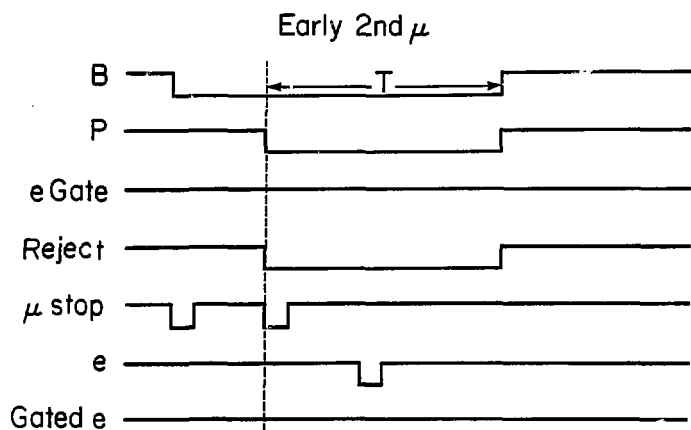 Early 2nd μ
B
T
P
e Gate
Reject
μ stop
e
Gated e